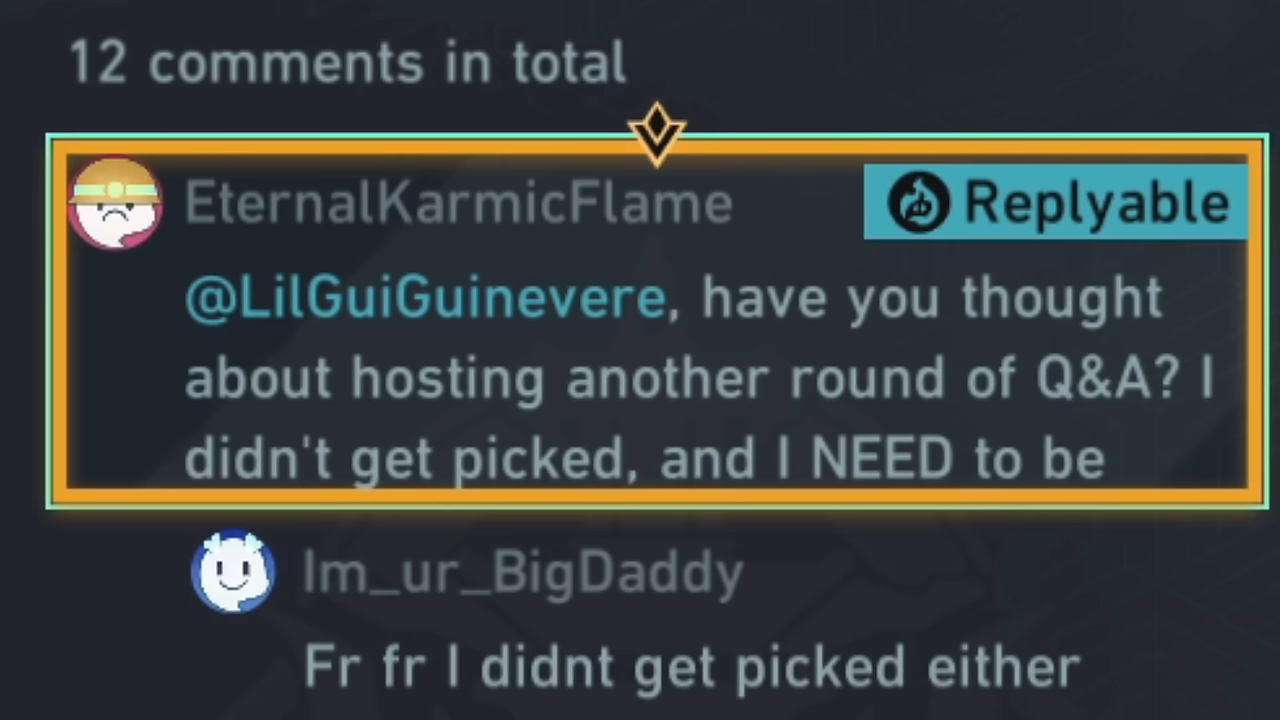 12 comments in total
EternalKarmicFlame
Replyable
@LilGuiGuinevere, have you thought
about hosting another round of Q&A? I
didn't get picked, and I NEED to be
Im_ur_BigDaddy
Fr fr I didnt get picked either